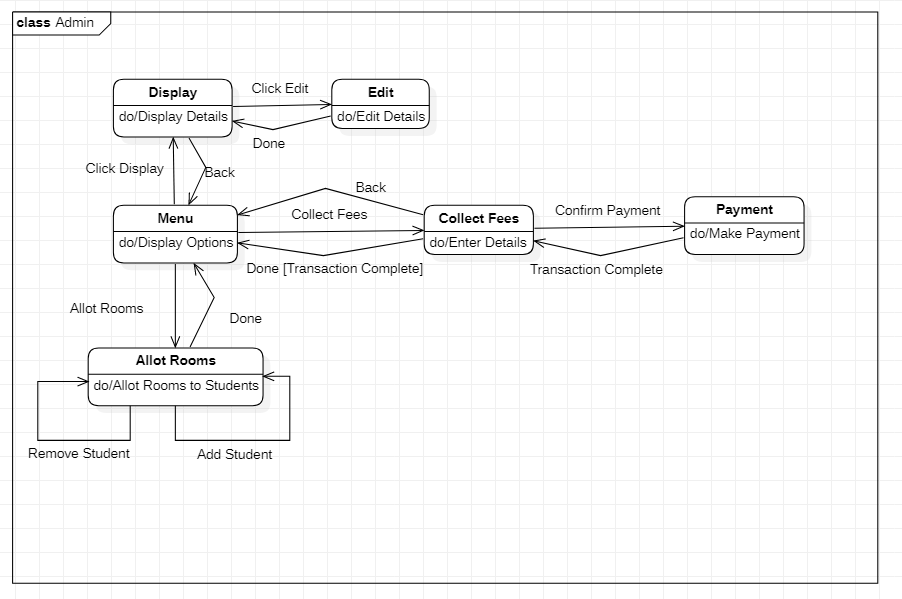 class Admin
Display
do/Display Details
Click Edit
Edit
do/Edit Details
Done
Click Display
Back
Menu
do/Display Options
Back
Collect Fees
Done [Transaction Complete]
Collect Fees
do/Enter Details
Confirm Payment
Transaction Complete
Payment
do/Make Payment
Allot Rooms
Done
Allot Rooms
do/Allot Rooms to Students
Remove Student
Add Student